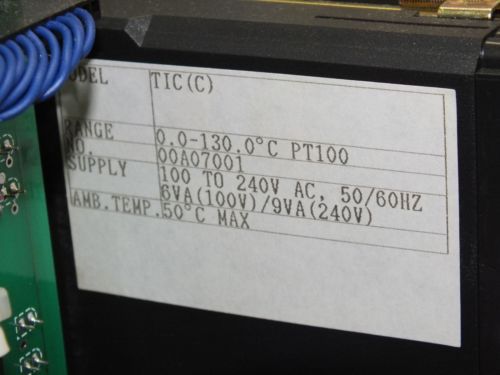 MODEL TIC(C)
RANGE 0.0-130.0°C PT100
NO. 00A07001
SUPPLY 100 TO 240V AC, 50/60HZ
6VA(100V)/9VA(240V)
AMB.TEMP. 50°C MAX